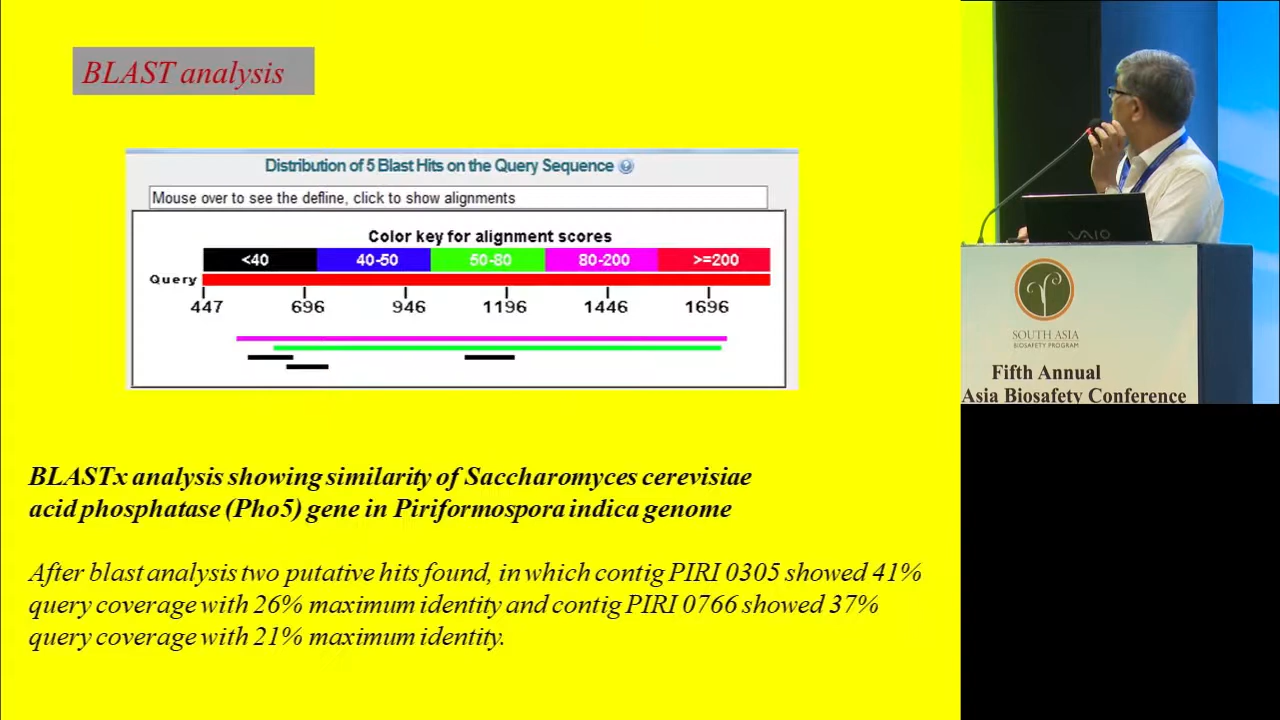 BLAST analysis
Distribution of 5 Blast Hits on the Query Sequence
Mouse over to see the defline, click to show alignments
Color key for alignment scores
<40 40-50 50-80 80-200 >=200
Query
447 696 946 1196 1446 1696
BLASTx analysis showing similarity of Saccharomyces cerevisiae
acid phosphatase (Pho5) gene in Piriformospora indica genome
After blast analysis two putative hits found, in which contig PIRI 0305 showed 41%
query coverage with 26% maximum identity and contig PIRI 0766 showed 37%
query coverage with 21% maximum identity.
VAIO
SOUTH ASIA
BIOSAFETY PROGRAM
Fifth Annual
Asia Biosafety Conference